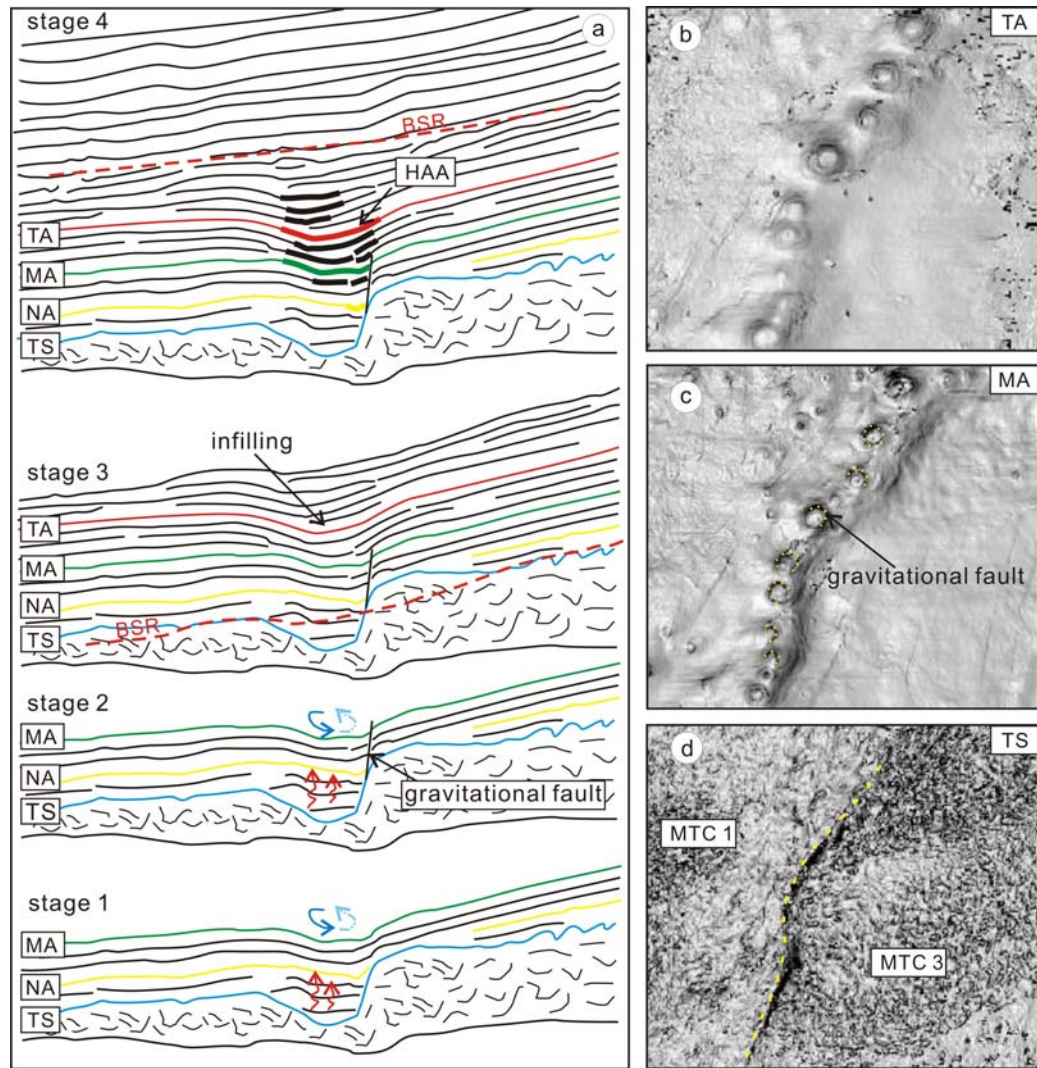 stage 4
a
BSR
HAA
TA
MA
NA
TS
stage 3
infilling
TA
MA
NA
TS
BSR
stage 2
MA
NA
TS
gravitational fault
stage 1
MA
NA
TS
b
TA
c
MA
gravitational fault
d
TS
MTC 1
MTC 3